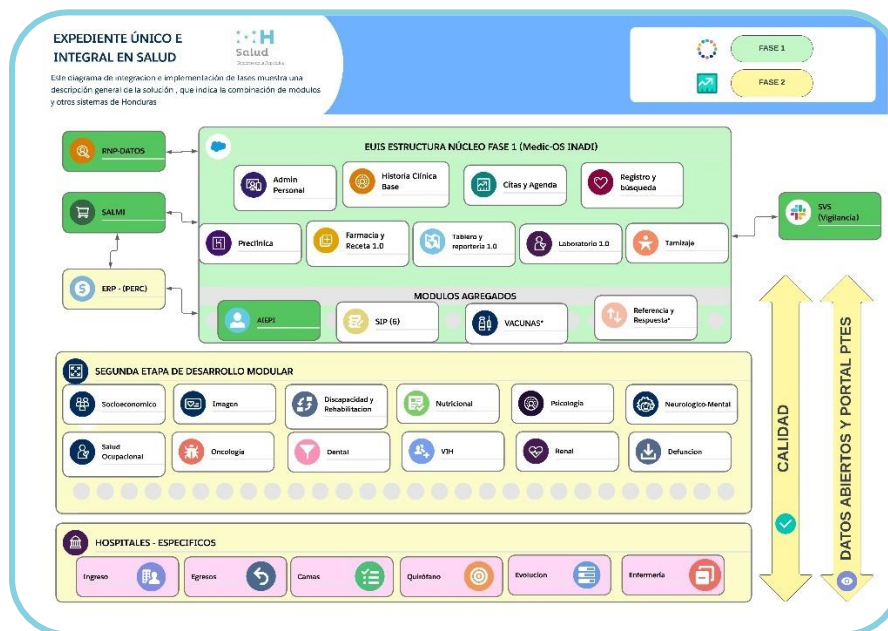 EXPEDIENTE ÚNICO E
INTEGRAL EN SALUD
H
Salud
Este diagrama de integracion e implementación de fases muestra una
descripción general de la solución , que indica la combinación de módulos
y otros sistemas de Honduras
FASE 1
FASE 2
RNP-DATOS
SALMI
ERP - (PERC)
EUIS ESTRUCTURA NÚCLEO FASE 1 (Medic-OS INADI)
Admin
Personal
Historia Clínica
Base
Citas y Agenda
Registro y
búsqueda
Preclínica
Farmacia y
Receta 1.0
Tablero y
reportería 1.0
Laboratorio 1.0
Tamizaje
MODULOS AGREGADOS
AIEPI
SIP (6)
VACUNAS*
Referencia y
Respuesta*
SVS
(Vigilancia)
SEGUNDA ETAPA DE DESARROLLO MODULAR
Socioeconomico
Imagen
Discapacidad y
Rehabilitacion
Nutricional
Psicología
Neurologico-Mental
Salud
Ocupacional
Oncología
Dental
VIH
Renal
Defuncion
HOSPITALES - ESPECIFICOS
Ingreso
Egresos
Camas
Quirófano
Evolucion
Enfermería
CALIDAD
DATOS ABIERTOS Y PORTAL PTES